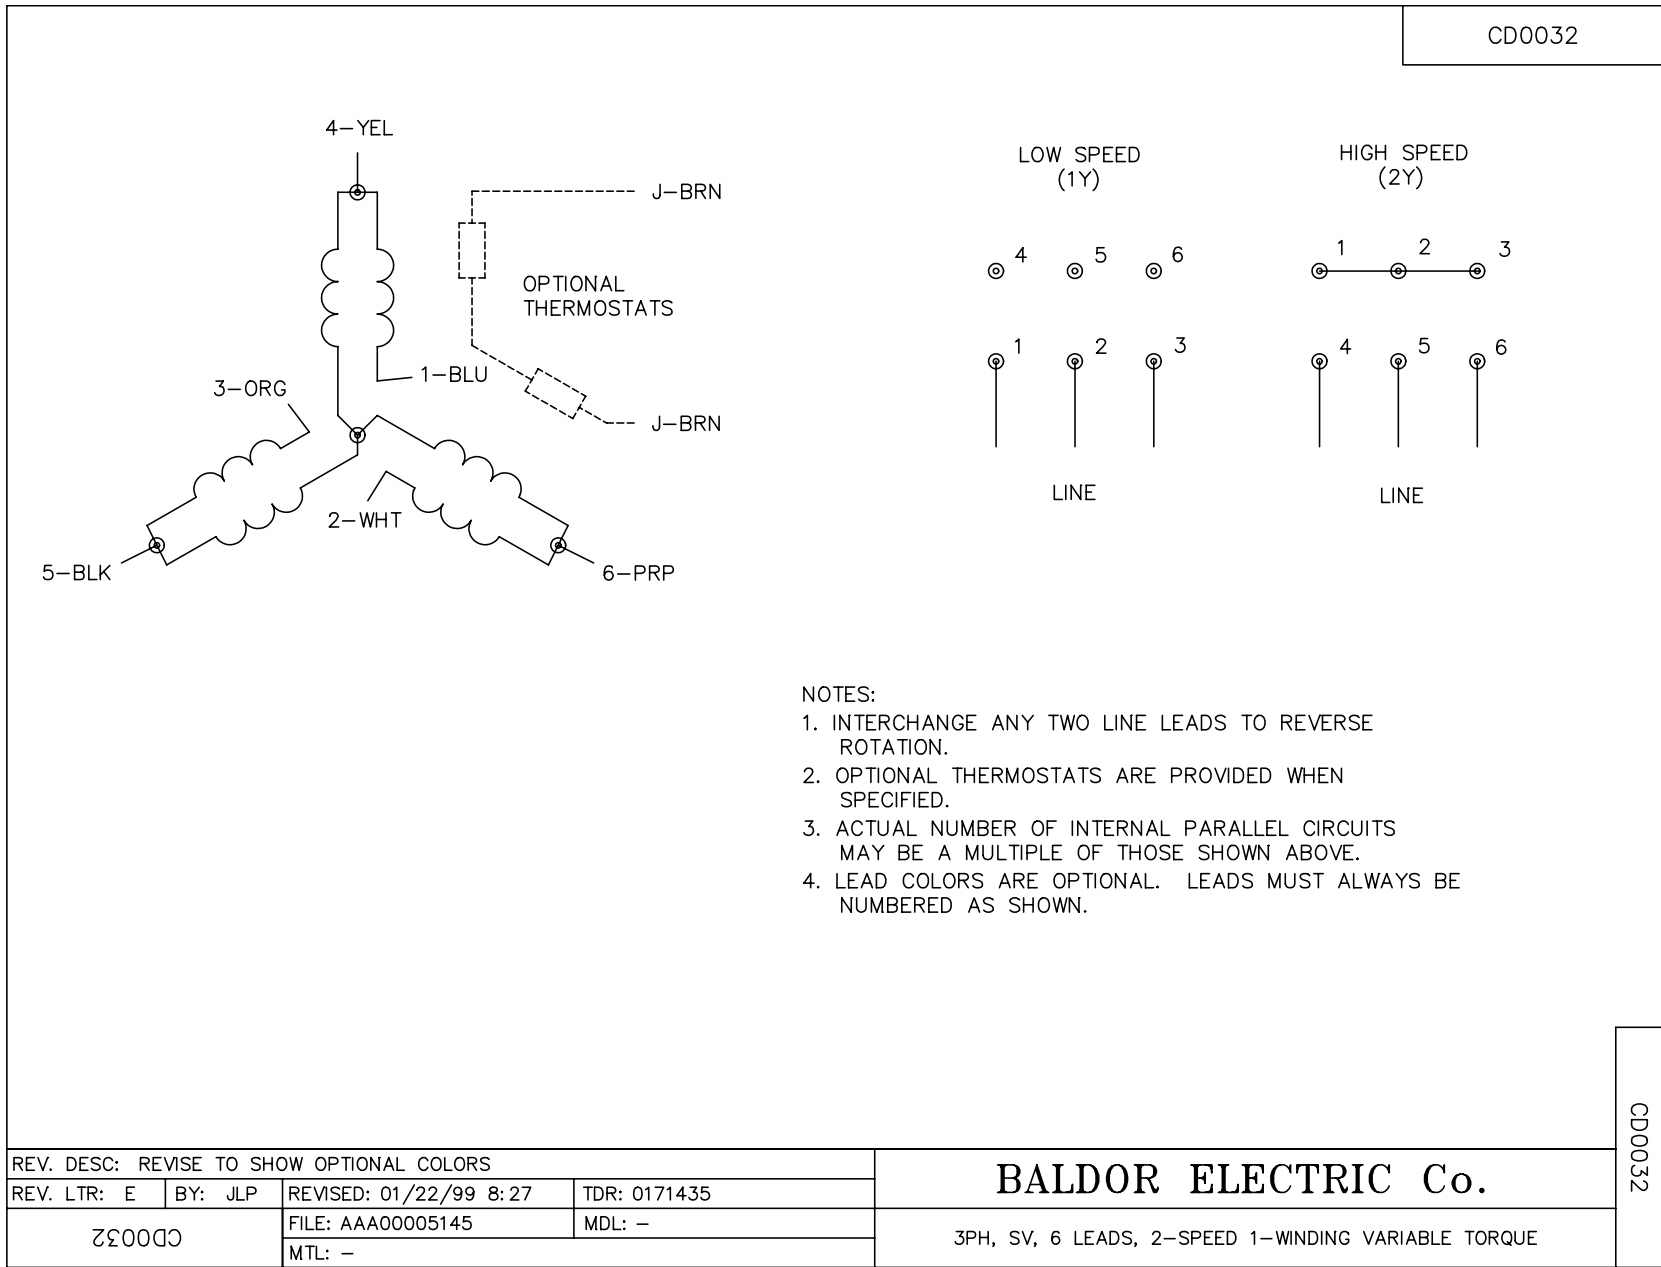 CD0032
4-YEL
J-BRN
OPTIONAL
THERMOSTATS
1-BLU
3-ORG
J-BRN
2-WHT
5-BLK
6-PRP
LOW SPEED
(1Y)
4 5 6
1 2 3
LINE
HIGH SPEED
(2Y)
1 2 3
4 5 6
LINE
NOTES:
1. INTERCHANGE ANY TWO LINE LEADS TO REVERSE
ROTATION.
2. OPTIONAL THERMOSTATS ARE PROVIDED WHEN
SPECIFIED.
3. ACTUAL NUMBER OF INTERNAL PARALLEL CIRCUITS
MAY BE A MULTIPLE OF THOSE SHOWN ABOVE.
4. LEAD COLORS ARE OPTIONAL. LEADS MUST ALWAYS BE
NUMBERED AS SHOWN.
CD0032
REV. DESC: REVISE TO SHOW OPTIONAL COLORS
REV. LTR: E BY: JLP REVISED: 01/22/99 8:27 TDR: 0171435
CD0032
FILE: AAA00005145 MDL: -
MTL: -
BALDOR ELECTRIC Co.
3PH, SV, 6 LEADS, 2-SPEED 1-WINDING VARIABLE TORQUE